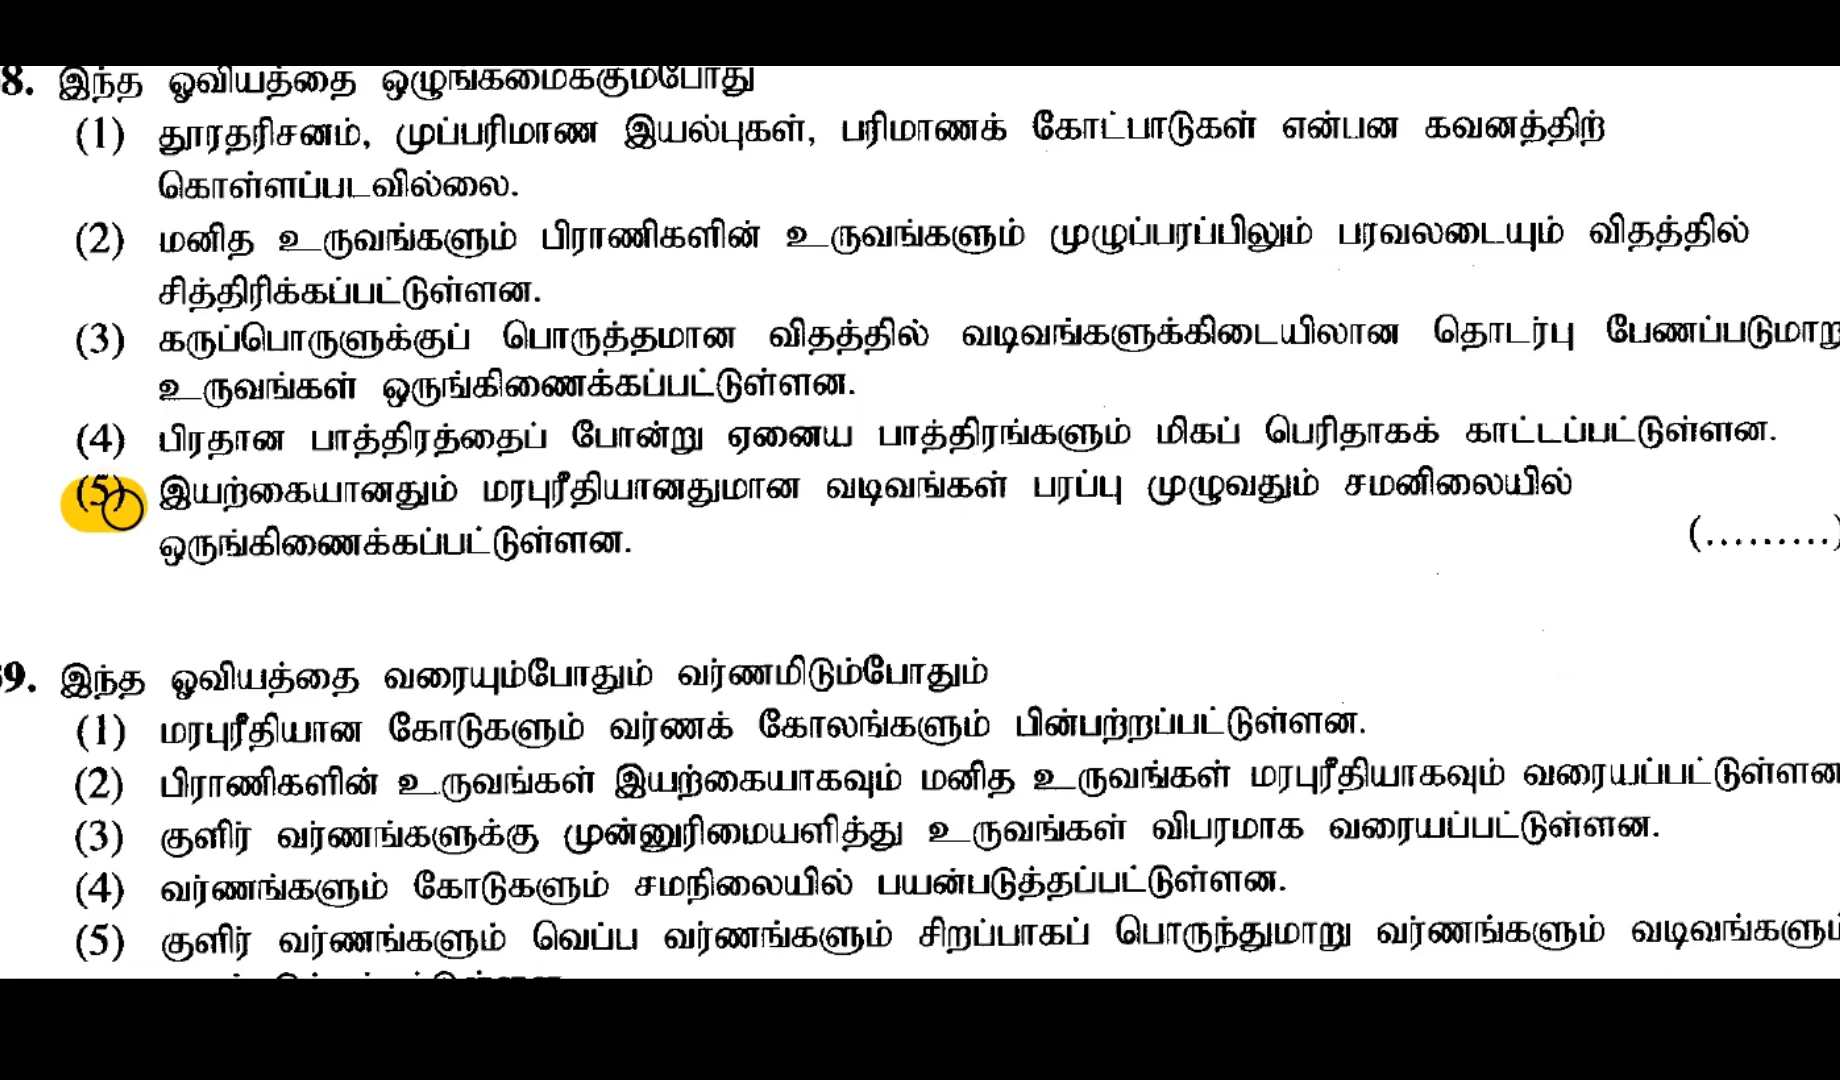 8. இந்த ஓவியத்தை ஒழுங்கமைக்கும்போது
(1) தூரதரிசனம், முப்பரிமாண இயல்புகள், பரிமாணக் கோட்பாடுகள் என்பன கவனத்திற்
கொள்ளப்படவில்லை.
(2) மனித உருவங்களும் பிராணிகளின் உருவங்களும் முழுப்பரப்பிலும் பரவலடையும் விதத்தில்
சித்திரிக்கப்பட்டுள்ளன.
(3) கருப்பொருளுக்குப் பொருத்தமான விதத்தில் வடிவங்களுக்கிடையிலான தொடர்பு பேணப்படுமாறு
உருவங்கள் ஒருங்கிணைக்கப்பட்டுள்ளன.
(4) பிரதான பாத்திரத்தைப் போன்று ஏனைய பாத்திரங்களும் மிகப் பெரிதாகக் காட்டப்பட்டுள்ளன.
(5) இயற்கையானதும் மரபுரீதியானதுமான வடிவங்கள் பரப்பு முழுவதும் சமனிலையில்
ஒருங்கிணைக்கப்பட்டுள்ளன. (.........)
39. இந்த ஓவியத்தை வரையும்போதும் வர்ணமிடும்போதும்
(1) மரபுரீதியான கோடுகளும் வர்ணக் கோலங்களும் பின்பற்றப்பட்டுள்ளன.
(2) பிராணிகளின் உருவங்கள் இயற்கையாகவும் மனித உருவங்கள் மரபுரீதியாகவும் வரையப்பட்டுள்ளன
(3) குளிர் வர்ணங்களுக்கு முன்னுரிமையளித்து உருவங்கள் விபரமாக வரையப்பட்டுள்ளன.
(4) வர்ணங்களும் கோடுகளும் சமநிலையில் பயன்படுத்தப்பட்டுள்ளன.
(5) குளிர் வர்ணங்களும் வெப்ப வர்ணங்களும் சிறப்பாகப் பொருந்துமாறு வர்ணங்களும் வடிவங்களும்